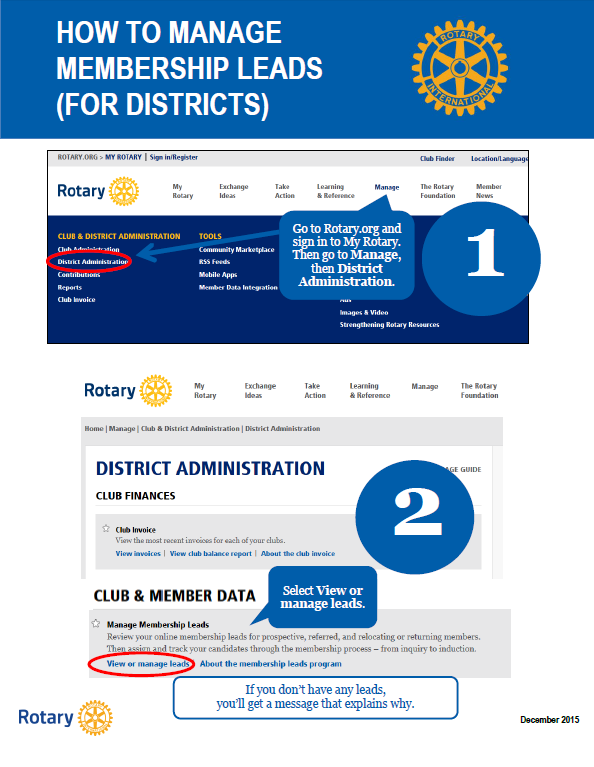 HOW TO MANAGE
MEMBERSHIP LEADS
(FOR DISTRICTS)
ROTARY
INTERNATIONAL
ROTARY.ORG > MY ROTARY | Sign in/Register
Club Finder Location/Language
Rotary
My
Rotary
Exchange
Ideas
Take
Action
Learning
& Reference
Manage
The Rotary
Foundation
Member
News
CLUB & DISTRICT ADMINISTRATION
Club Administration
District Administration
Contributions
Reports
Club Invoice
TOOLS
Community Marketplace
RSS Feeds
Mobile Apps
Member Data Integration
Ads
Images & Video
Strengthening Rotary Resources
Go to Rotary.org and
sign in to My Rotary.
Then go to Manage,
then District
Administration.
1
Rotary
My
Rotary
Exchange
Ideas
Take
Action
Learning
& Reference
Manage
The Rotary
Foundation
Home | Manage | Club & District Administration | District Administration
DISTRICT ADMINISTRATION
GUIDE
CLUB FINANCES
2
Club Invoice
View the most recent invoices for each of your clubs.
View invoices | View club balance report | About the club invoice
CLUB & MEMBER DATA
Select View or
manage leads.
Manage Membership Leads
Review your online membership leads for prospective, referred, and relocating or returning members.
Then assign and track your candidates through the membership process – from inquiry to induction.
View or manage leads About the membership leads program
If you don't have any leads,
you'll get a message that explains why.
Rotary
December 2015